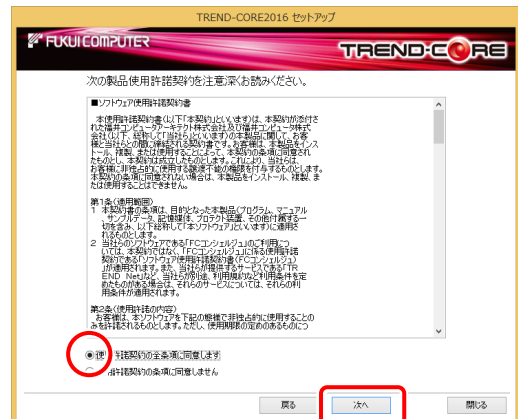 TREND-CORE2016 セットアップ
FUKUI COMPUTER
TREND-CORE
次の製品使用許諾契約を注意深くお読みください。
■ソフトウェア使用許諾契約書
本使用許諾契約書(以下「本契約」といいます)は、本契約が添付さ
れた福井コンピュータアーキテクト株式会社及び福井コンピュータ株式
会社(以下、総称して「当社ら」といいます)の本製品に関して、お客
様と当社らとの間に締結される契約書です。お客様は、本製品をインス
トール、複製、または使用することによって、本契約の条項に同意され
たものとし、本契約は成立したものとします。これにより、当社らは、
お客様に非独占的に使用する譲渡不能の権限を付与するものとします。
本契約の条項に同意されない場合は、本製品をインストール、複製、ま
たは使用することはできません。
第1条(適用範囲)
1 本契約書の条項は、目的となった本製品(プログラム、マニュアル
、サンプルデータ、記憶媒体、プロテクト装置、その他付属する一
切を含み、以下総称して「本ソフトウェア」といいます)に適用さ
れるものとします。
2 当社らのソフトウェアである「FCコンシェルジュ」のご利用につ
いては、本契約ではなく、「FCコンシェルジュ」に係る使用許諾
契約である「ソフトウェア使用許諾契約書(FCコンシェルジュ)
」が適用されます。また、当社らが提供するサービスである「TR
END Net」など、当社らが別途、利用規約など利用条件を定
めたものがある場合は、それらのサービスについては、それらの利
用条件が適用されます。
第2条(使用許諾の内容)
お客様は、本ソフトウェアを下記の態様で非独占的に使用することの
みを許諾されるものとします。ただし、使用期限の定めのあるものにつ
使 許諾契約の全条項に同意します
許諾契約の条項に同意しません
戻る
次へ
閉じる